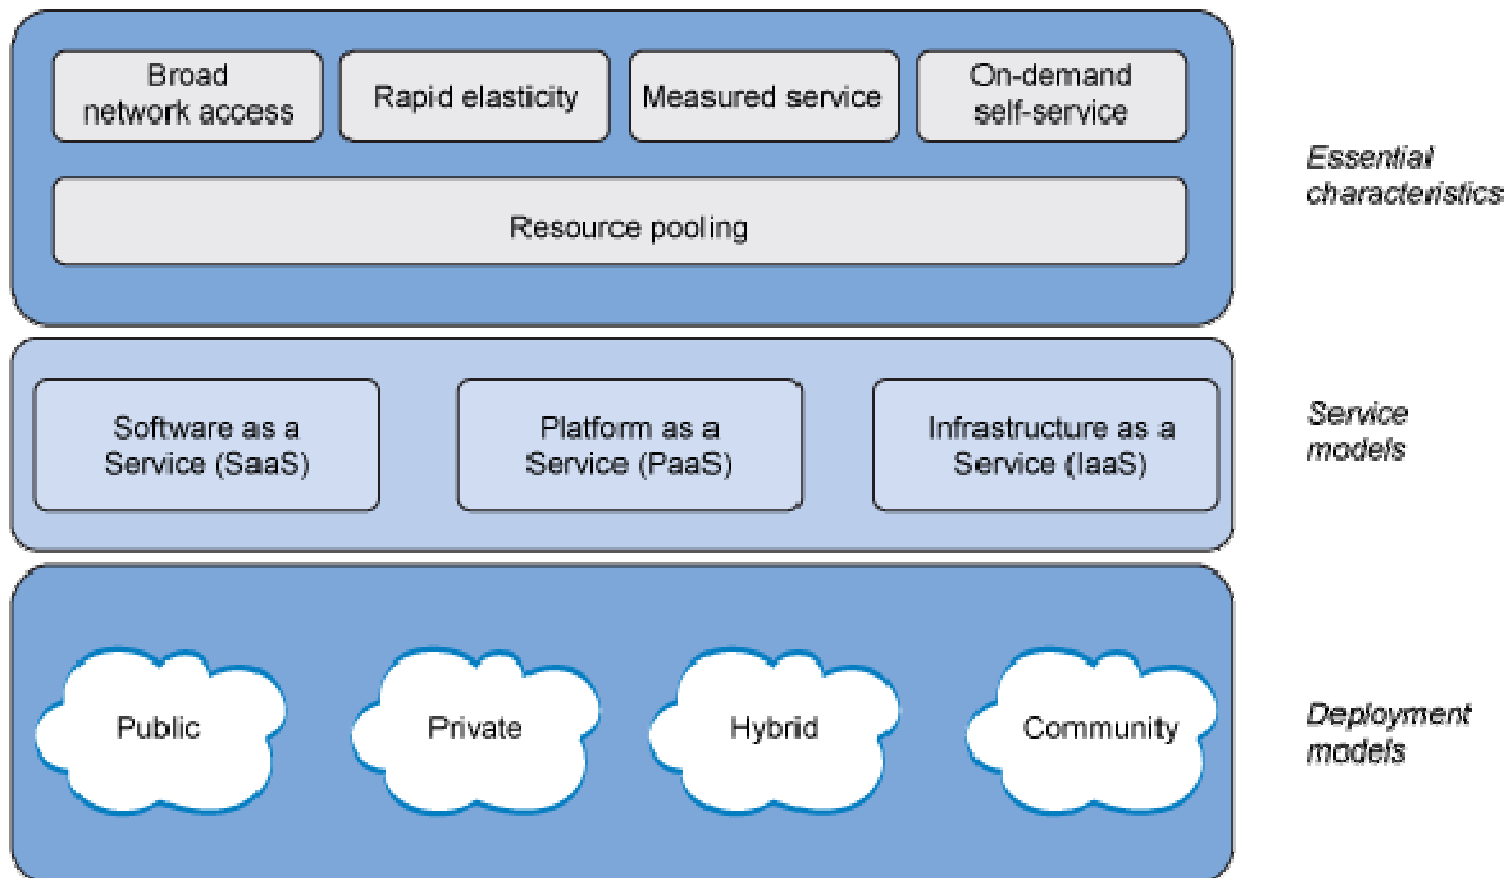 Broad
network access
Rapid elasticity
Measured service
On-demand
self-service
Essential
characteristics
Resource pooling
Software as a
Service (SaaS)
Platform as a
Service (PaaS)
Infrastructure as a
Service (IaaS)
Service
models
Public
Private
Hybrid
Community
Deployment
models